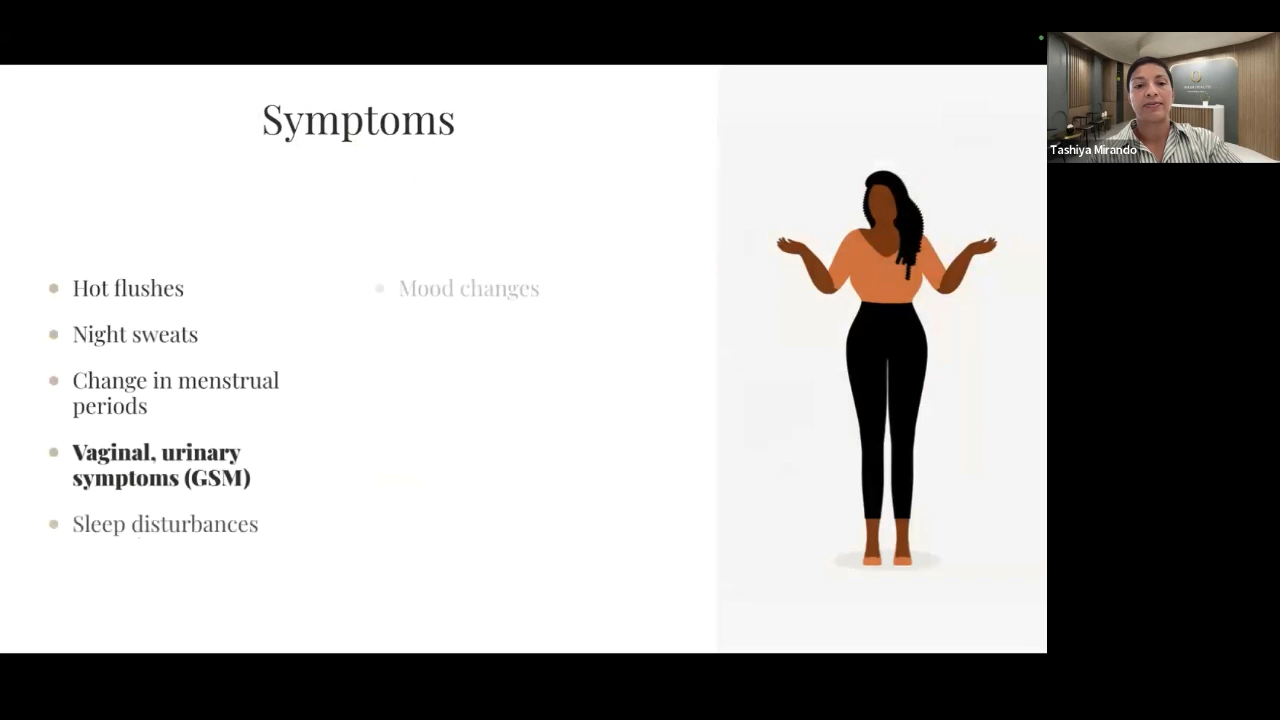 Symptoms
Hot flushes
Night sweats
Change in menstrual
periods
Vaginal, urinary
symptoms (GSM)
Sleep disturbances
Mood changes
Tashiya Mirando